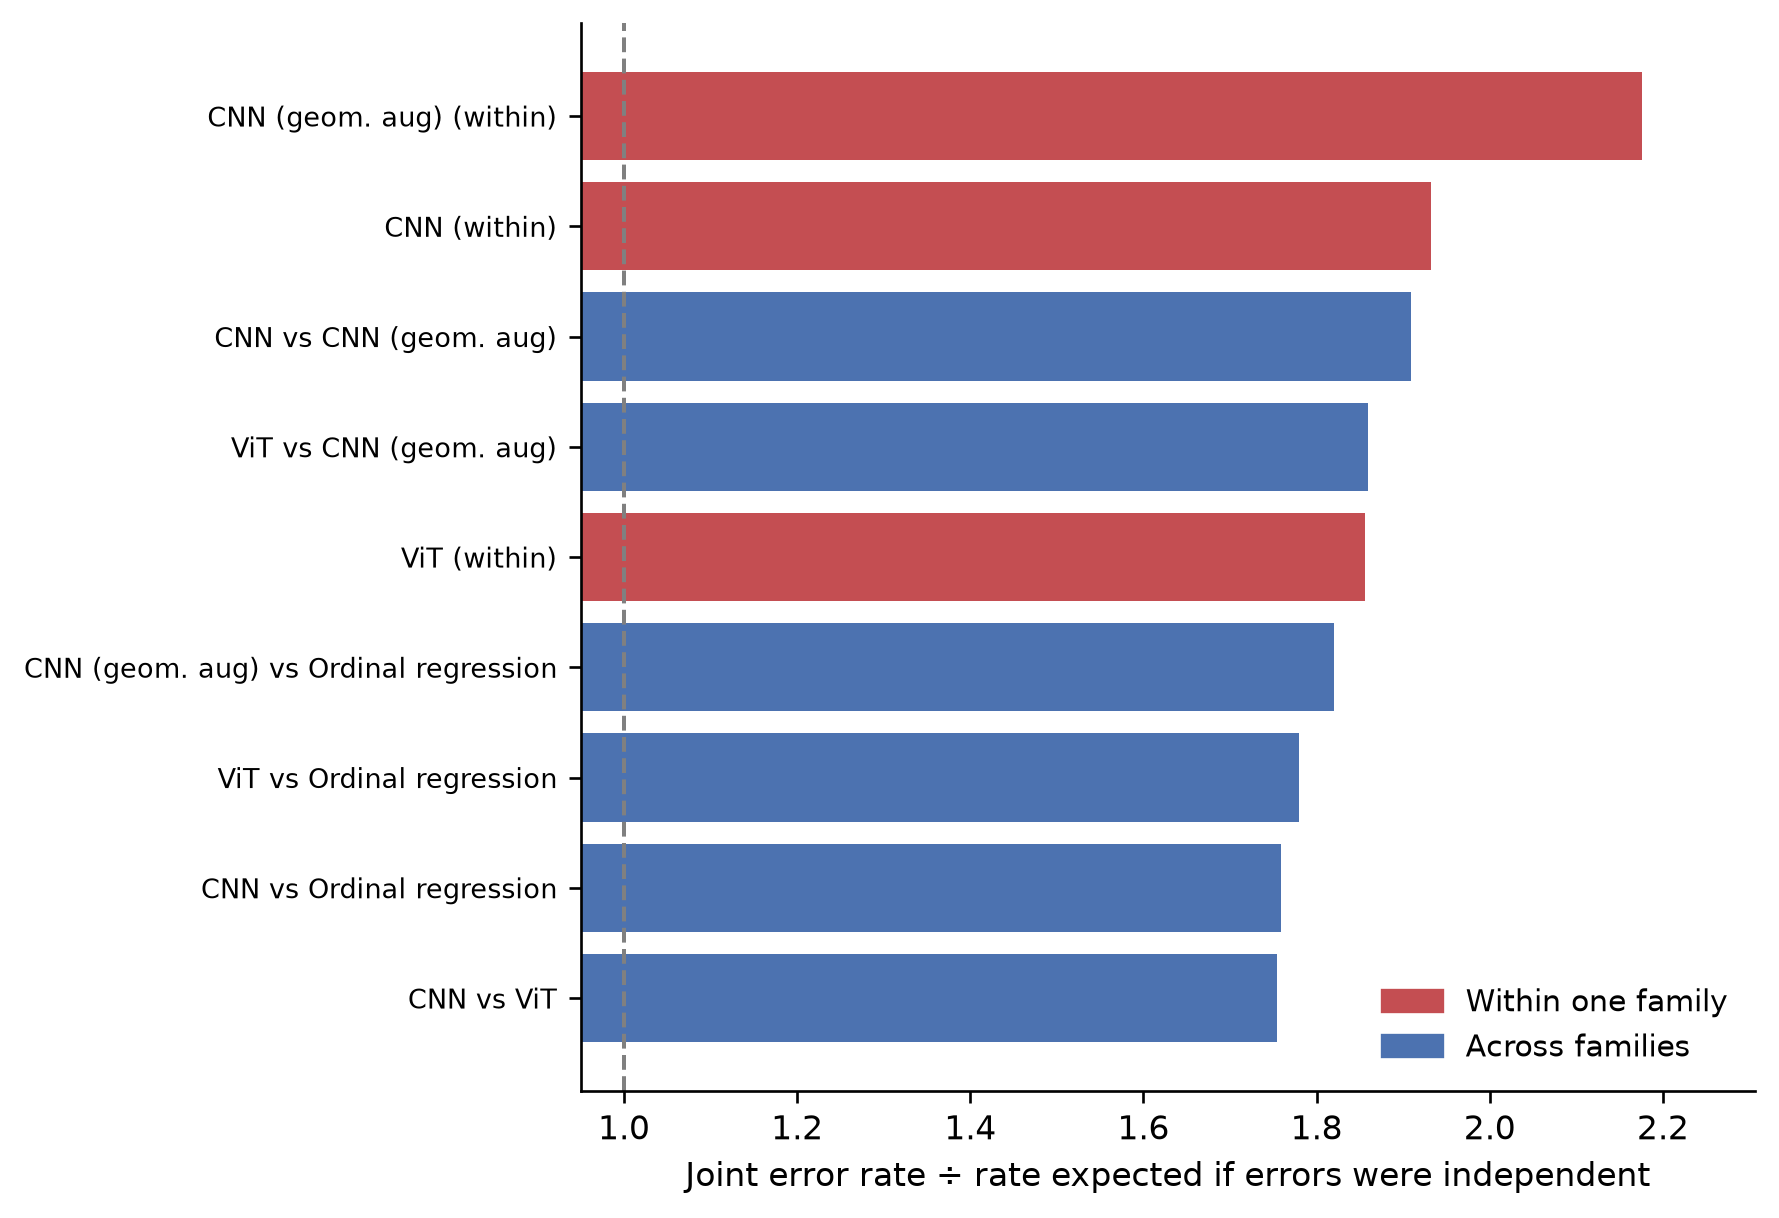 CNN (geom. aug) (within)
CNN (within)
CNN vs CNN (geom. aug)
ViT vs CNN (geom. aug)
ViT (within)
CNN (geom. aug) vs Ordinal regression
ViT vs Ordinal regression
CNN vs Ordinal regression
CNN vs ViT
Within one family
Across families
1.0 1.2 1.4 1.6 1.8 2.0 2.2
Joint error rate ÷ rate expected if errors were independent